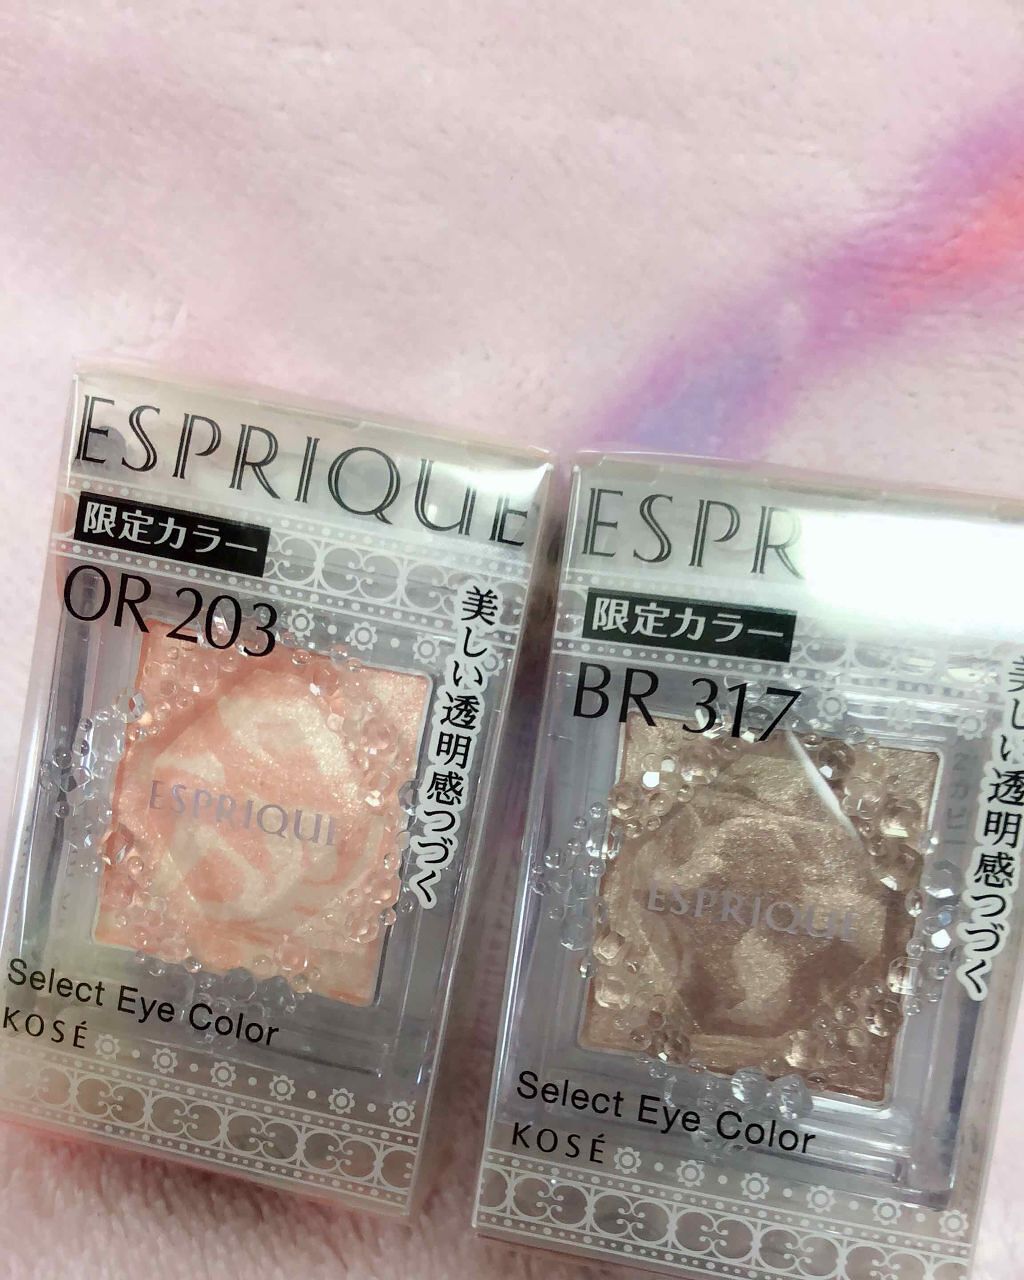 ESPRIQUE
限定カラー
OR 203
美しい透明感つづく
ESPRIQUE
Select Eye Color
KOSÉ
ESPR
限定カラー
BR 317
美しい透明感つづく
ESPRIQUE
Select Eye Color
KOSÉ